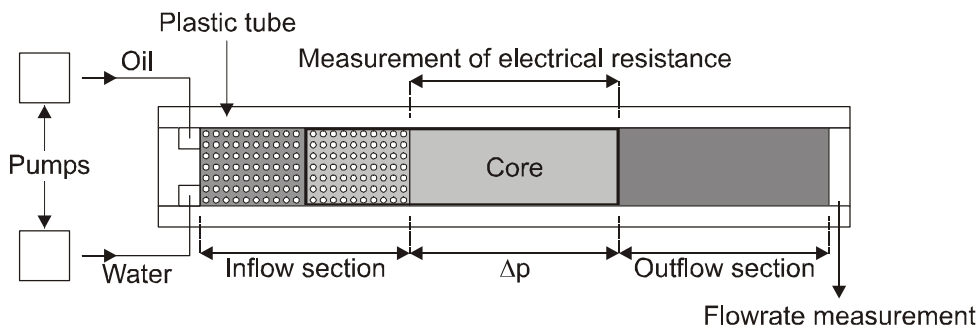 Plastic tube
Oil
Measurement of electrical resistance
Pumps
Core
Water
Inflow section
Δp
Outflow section
Flowrate measurement